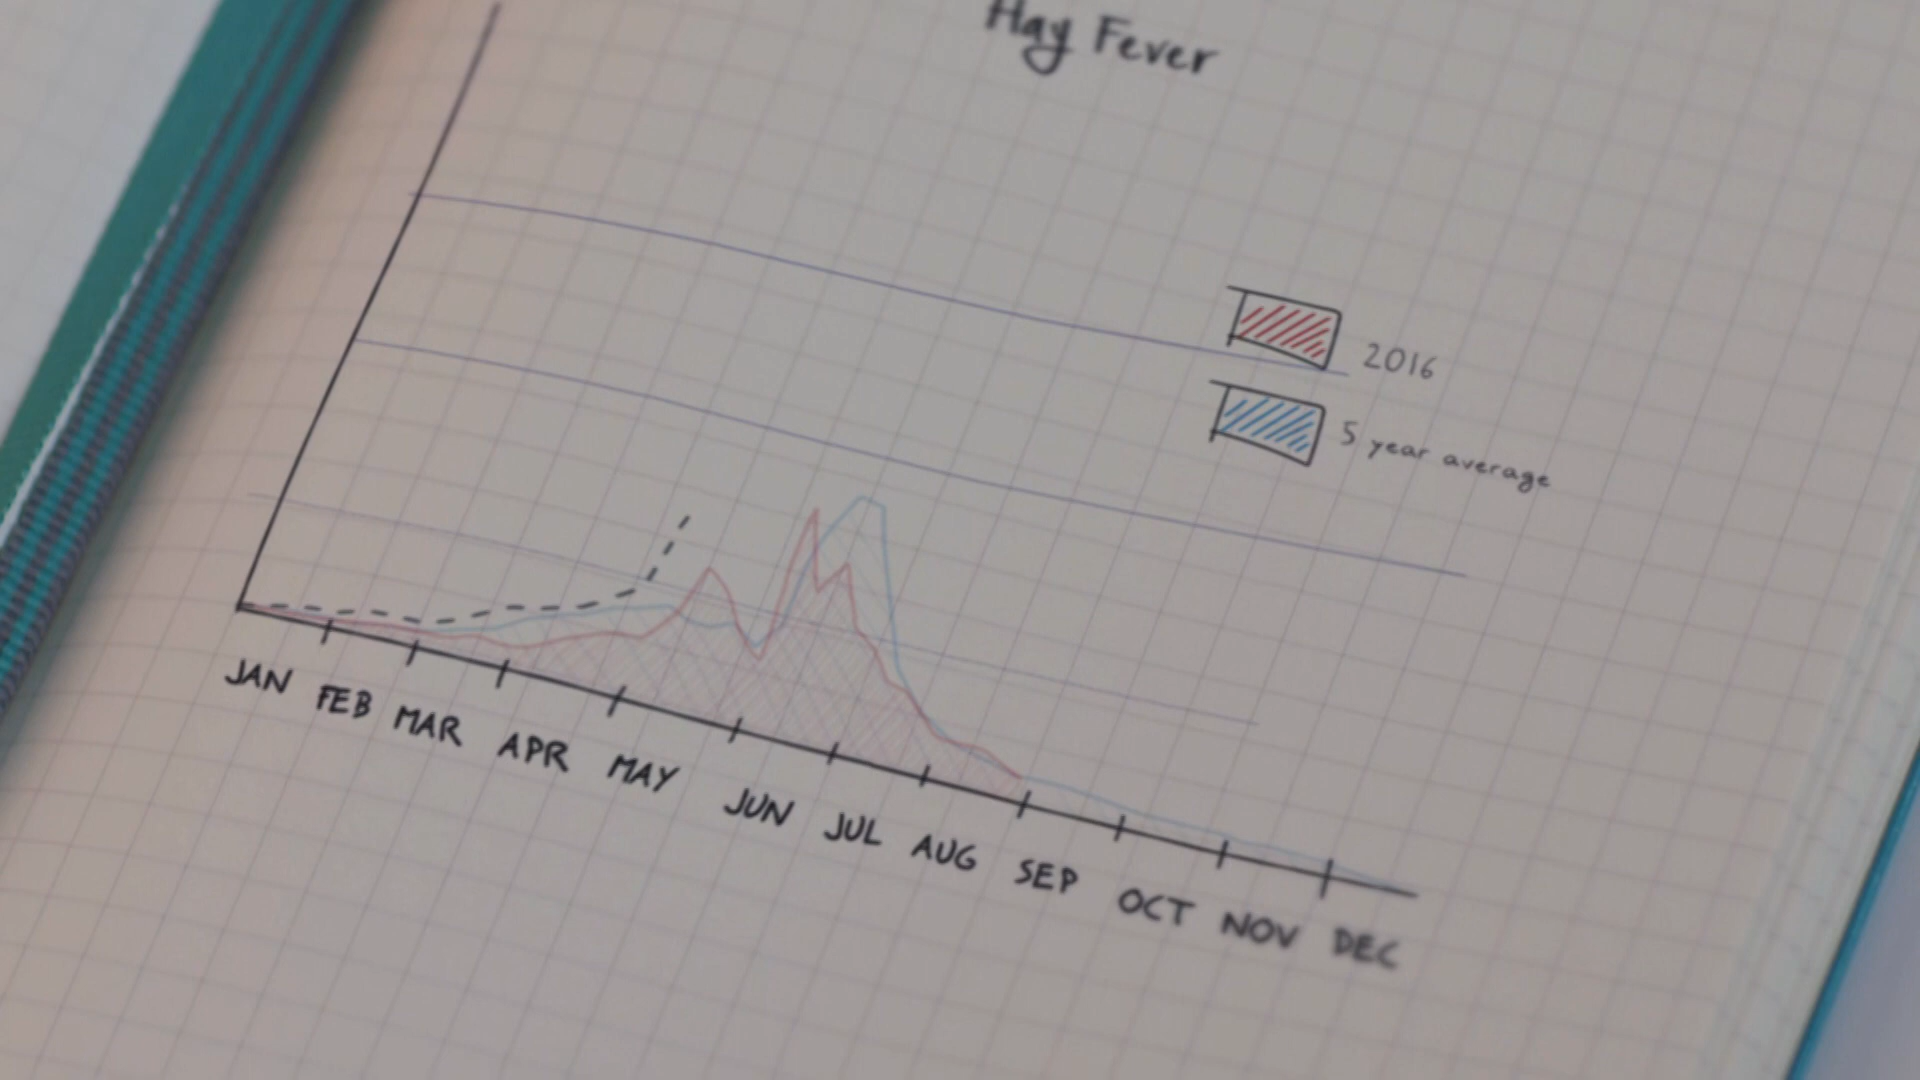 Hay Fever
2016
5 year average
JAN FEB MAR APR MAY JUN JUL AUG SEP OCT NOV DEC